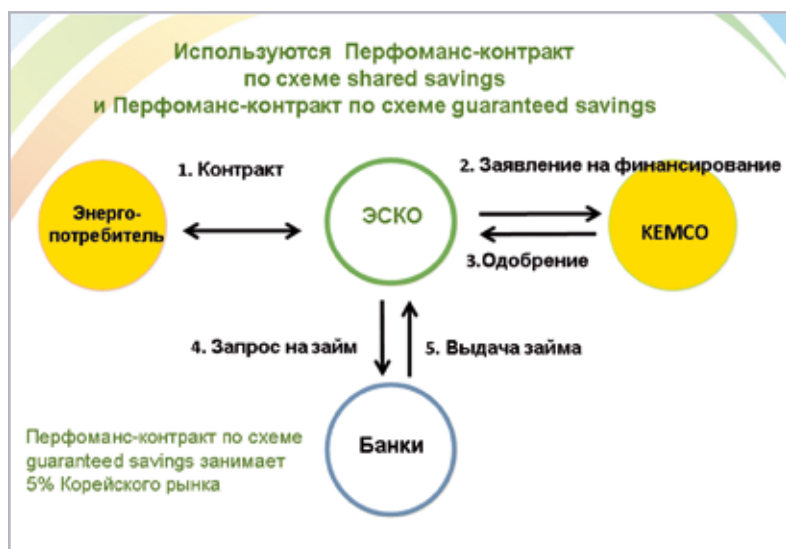 Используются Перфоманс-контракт
по схеме shared savings
и Перфоманс-контракт по схеме guaranteed savings
1. Контракт
2. Заявление на финансирование
Энерго-
потребитель
ЭСКО
КЕМСО
3.Одобрение
4. Запрос на займ
5. Выдача займа
Банки
Перфоманс-контракт по схеме
guaranteed savings занимает
5% Корейского рынка